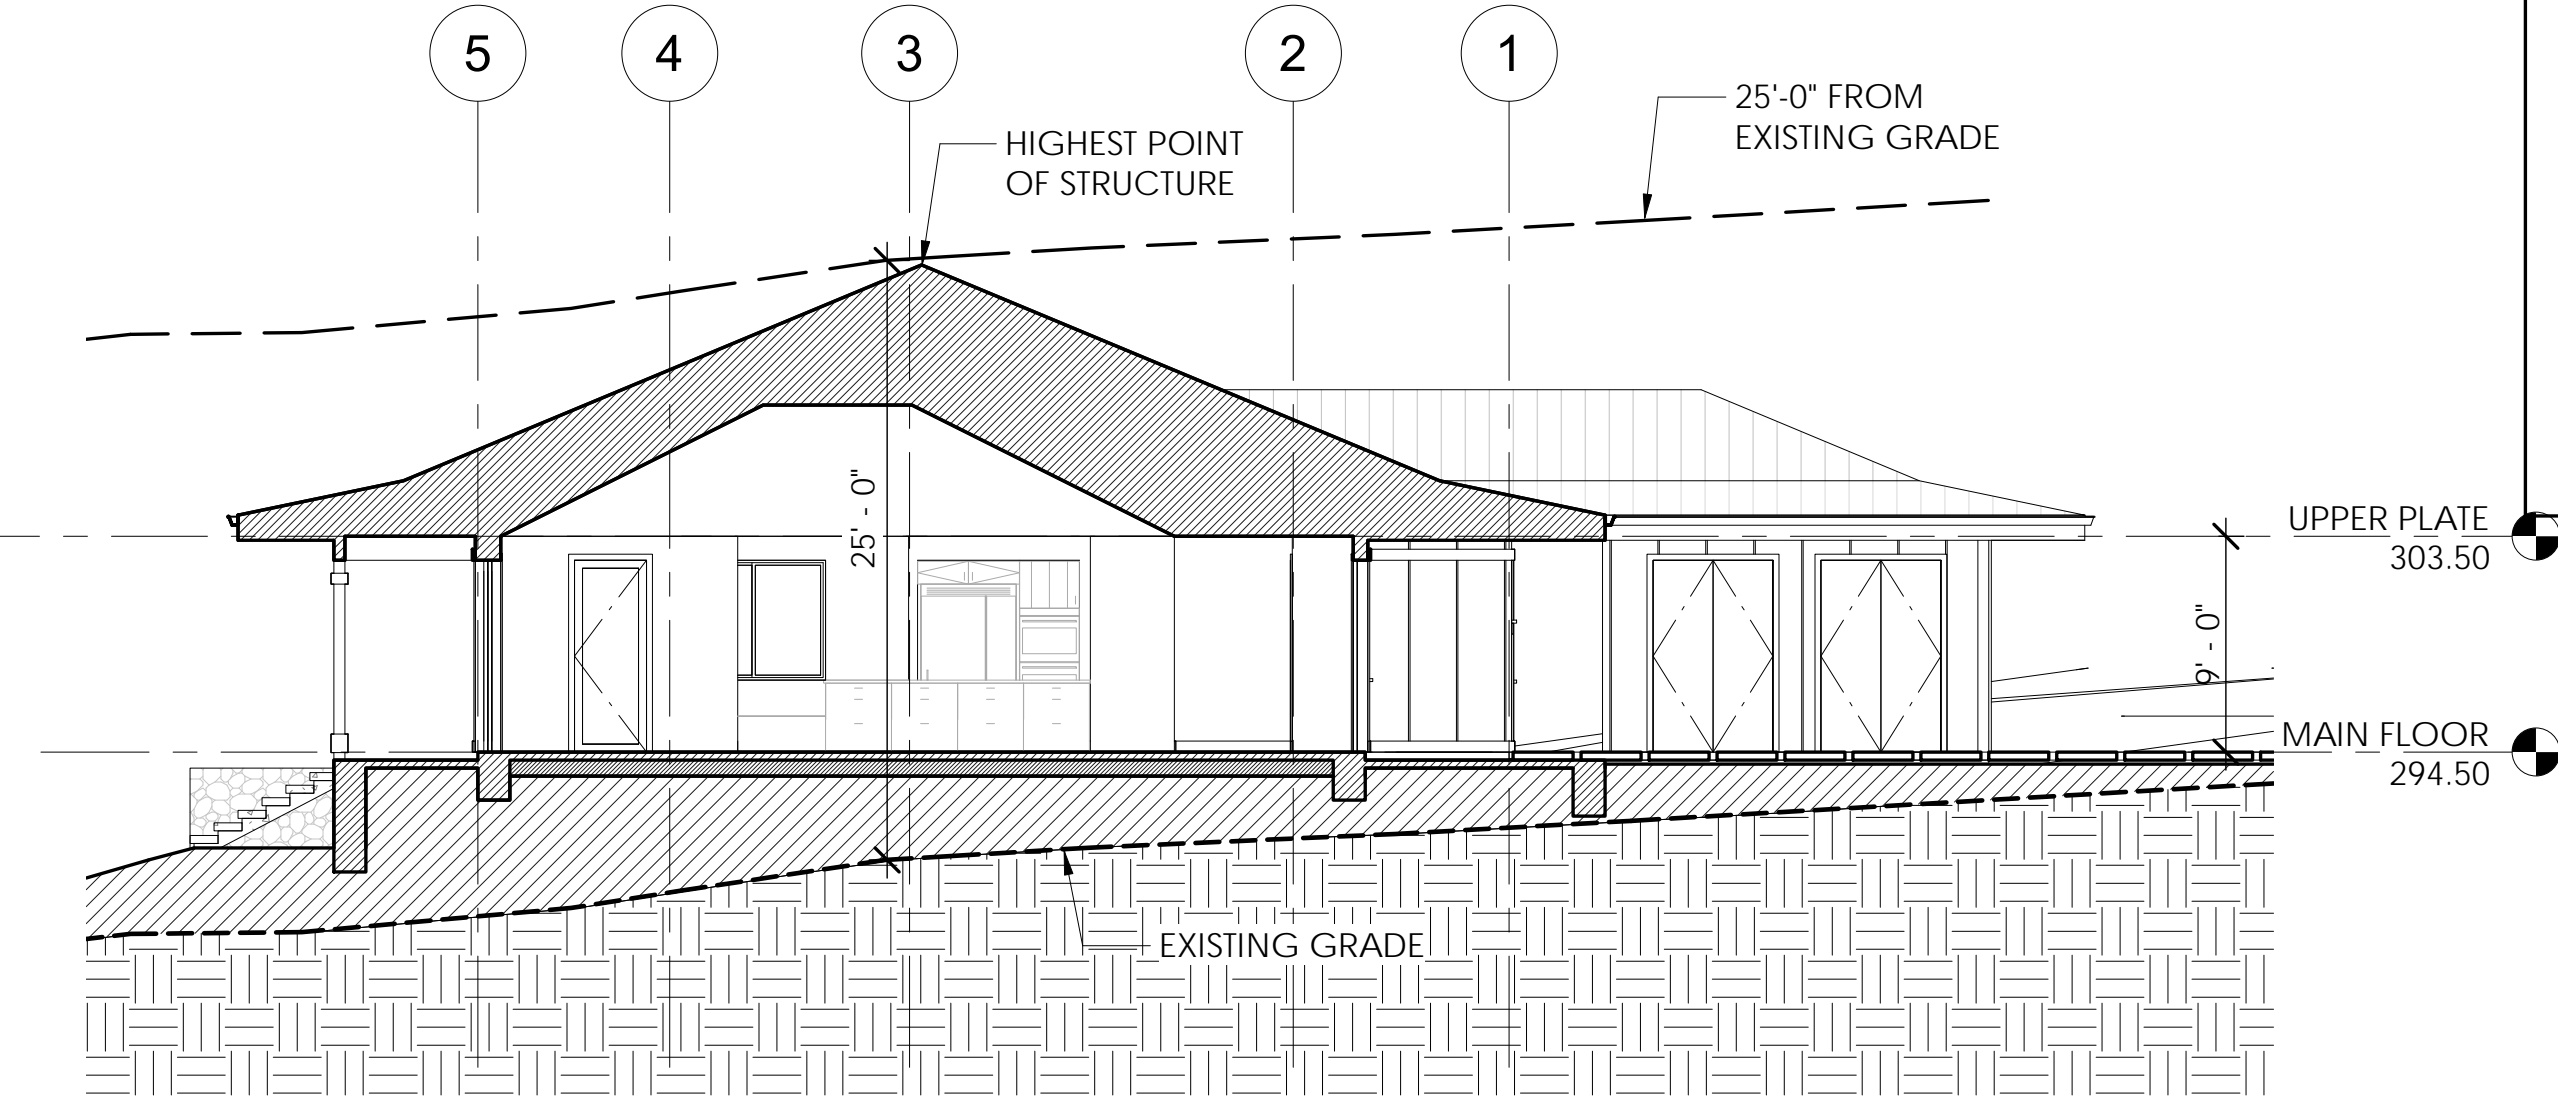 5
4
3
2
1
25'-0" FROM
EXISTING GRADE
HIGHEST POINT
OF STRUCTURE
25' - 0"
UPPER PLATE
303.50
9' - 0"
MAIN FLOOR
294.50
EXISTING GRADE